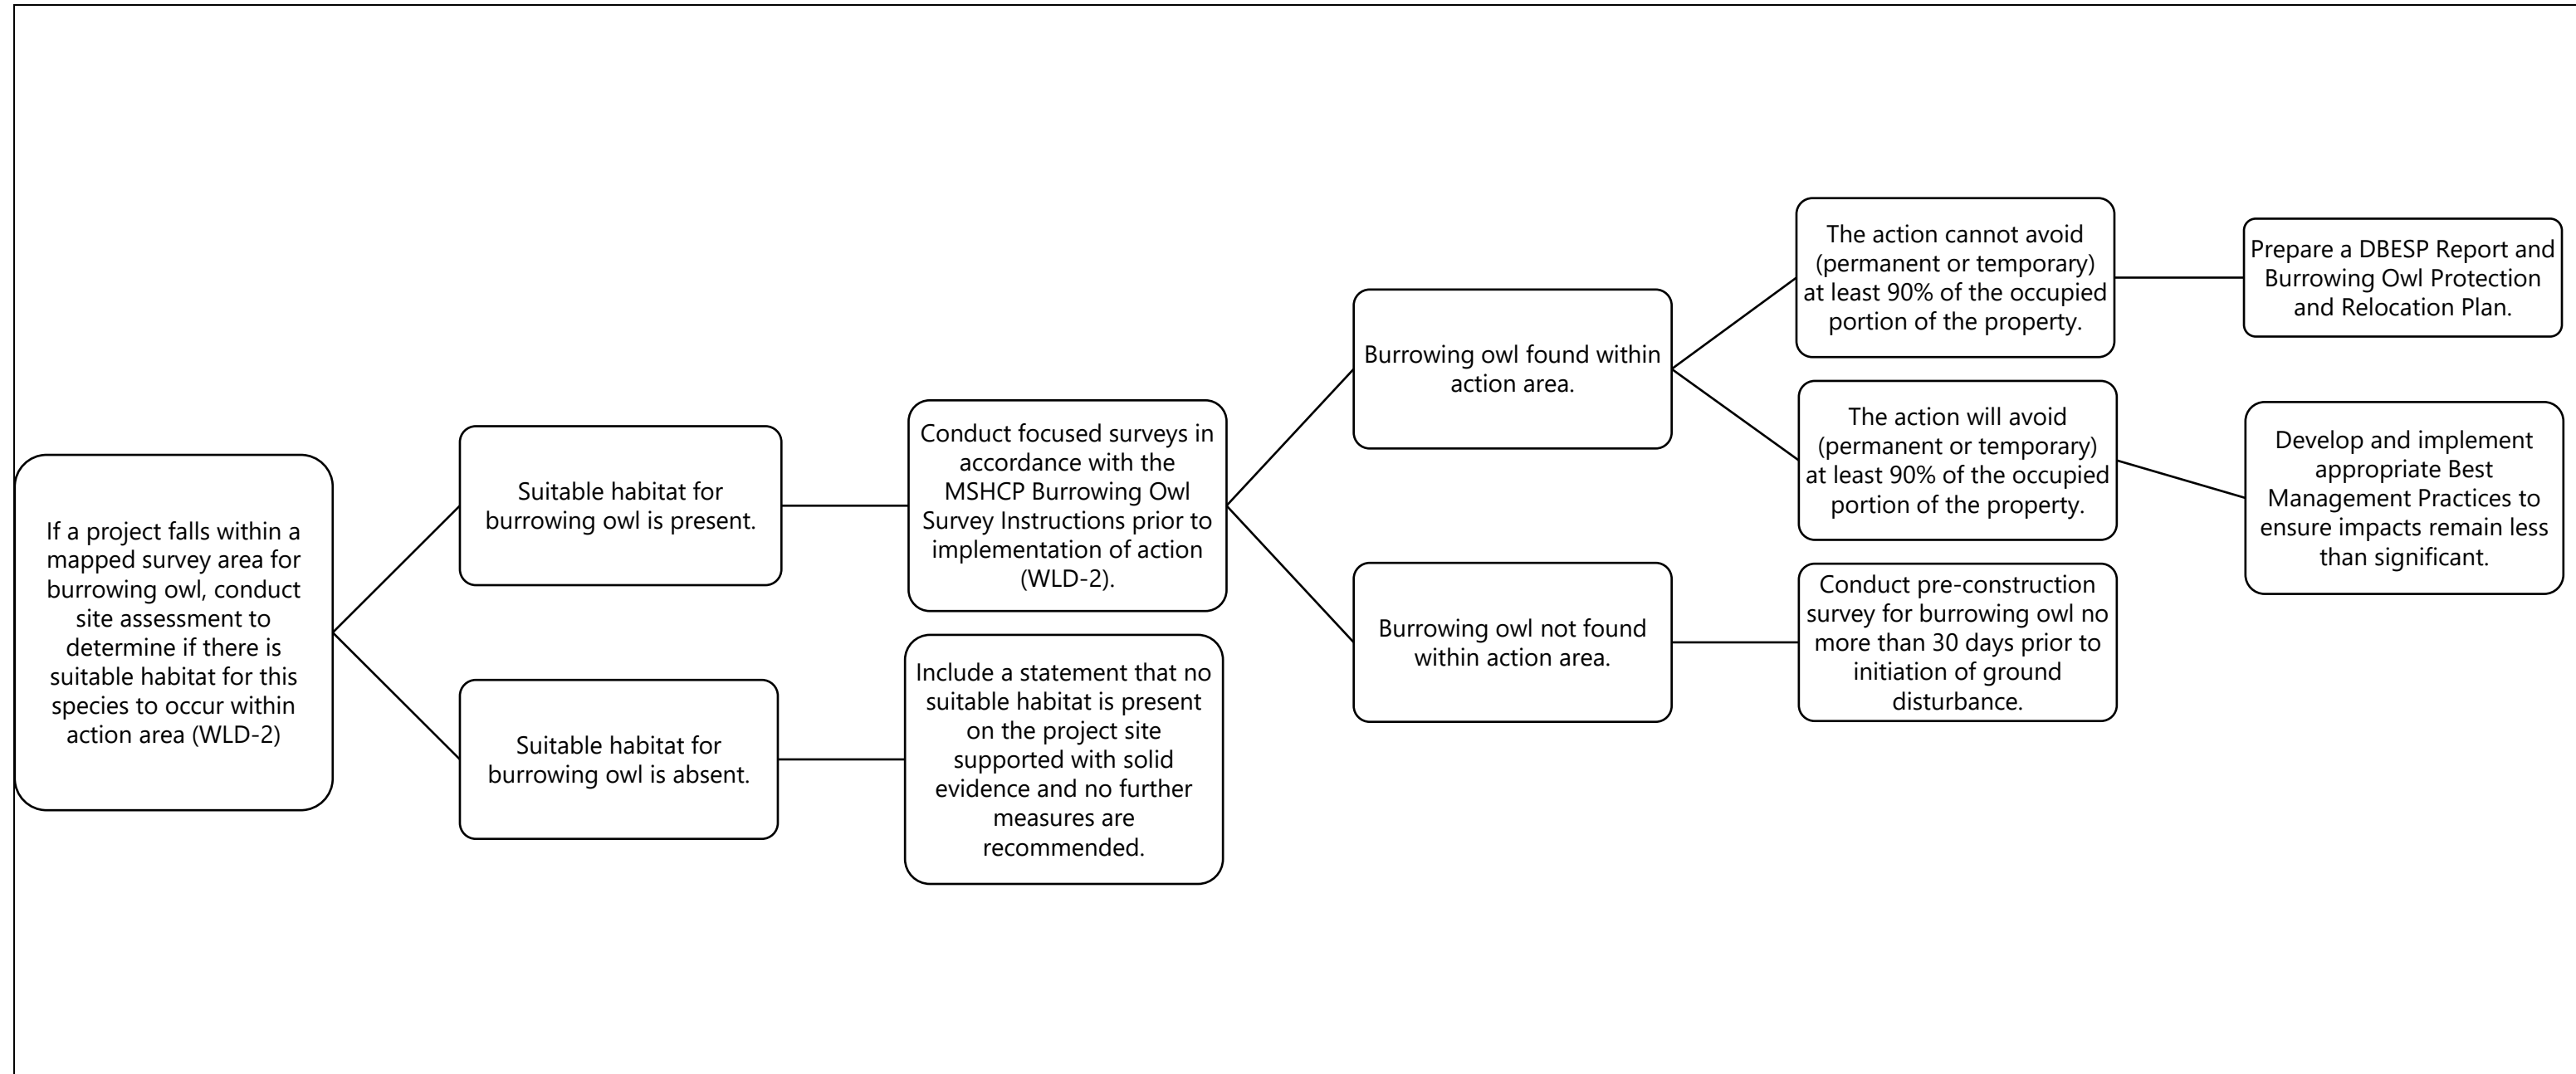 If a project falls within a
mapped survey area for
burrowing owl, conduct
site assessment to
determine if there is
suitable habitat for this
species to occur within
action area (WLD-2)
Suitable habitat for
burrowing owl is present.
Suitable habitat for
burrowing owl is absent.
Conduct focused surveys in
accordance with the
MSHCP Burrowing Owl
Survey Instructions prior to
implementation of action
(WLD-2).
Include a statement that no
suitable habitat is present
on the project site
supported with solid
evidence and no further
measures are
recommended.
Burrowing owl found within
action area.
Burrowing owl not found
within action area.
The action cannot avoid
(permanent or temporary)
at least 90% of the occupied
portion of the property.
The action will avoid
(permanent or temporary)
at least 90% of the occupied
portion of the property.
Conduct pre-construction
survey for burrowing owl no
more than 30 days prior to
initiation of ground
disturbance.
Prepare a DBESP Report and
Burrowing Owl Protection
and Relocation Plan.
Develop and implement
appropriate Best
Management Practices to
ensure impacts remain less
than significant.